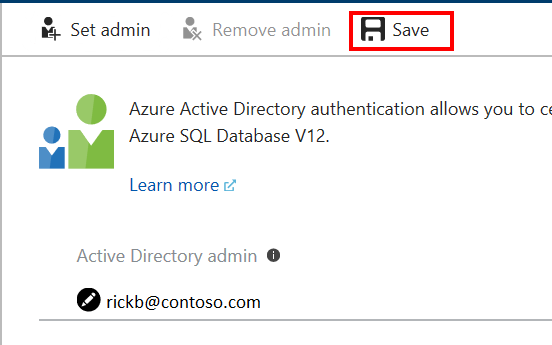 Set admin Remove admin Save
Azure Active Directory authentication allows you to ce
Azure SQL Database V12.
Learn more
Active Directory admin
rickb@contoso.com